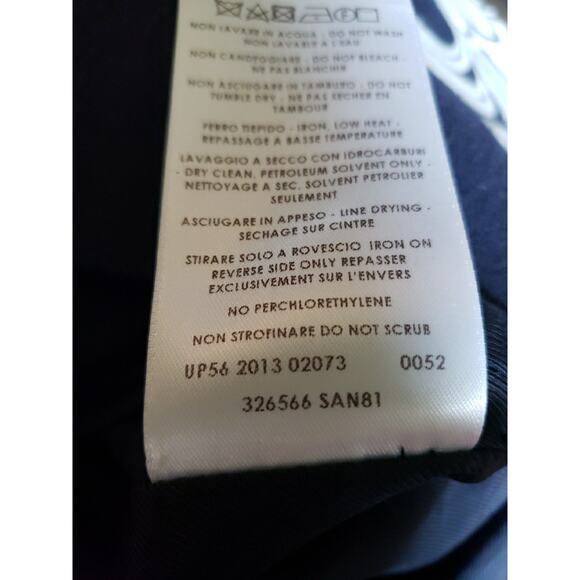 NON LAVARE IN ACQUA - DO NOT WASH
NON LAVABLE A L'EAU
NON CANDEGGIARE - DO NOT BLEACH -
NE PAS BLANCHIR
NON ASCIUGARE IN TAMBURO - DO NOT
TUMBLE DRY - NE PAS SECHER EN
TAMBOUR
FERRO TIEPIDO - IRON, LOW HEAT -
REPASSAGE A BASSE TEMPERATURE
LAVAGGIO A SECCO CON IDROCARBURI
- DRY CLEAN, PETROLEUM SOLVENT ONLY -
NETTOYAGE A SEC, SOLVENT PETROLIER
SEULEMENT
ASCIUGARE IN APPESO - LINE DRYING -
SECHAGE SUR CINTRE
STIRARE SOLO A ROVESCIO IRON ON
REVERSE SIDE ONLY REPASSER
EXCLUSIVEMENT SUR L'ENVERS
NO PERCHLORETHYLENE
NON STROFINARE DO NOT SCRUB
UP56 2013 02073 0052
326566 SAN81